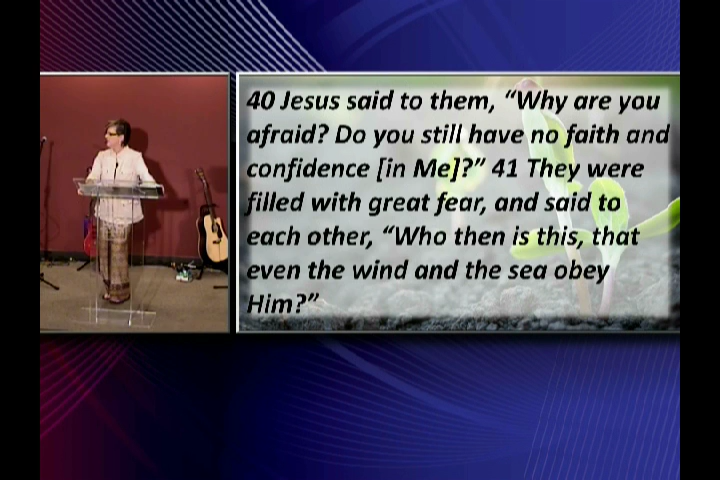 40 Jesus said to them, “Why are you
afraid? Do you still have no faith and
confidence [in Me]?” 41 They were
filled with great fear, and said to
each other, “Who then is this, that
even the wind and the sea obey
Him?”